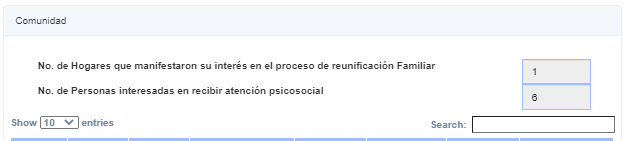 Comunidad
No. de Hogares que manifestaron su interés en el proceso de reunificación Familiar 1
No. de Personas interesadas en recibir atención psicosocial 6
Show 10 entries Search: